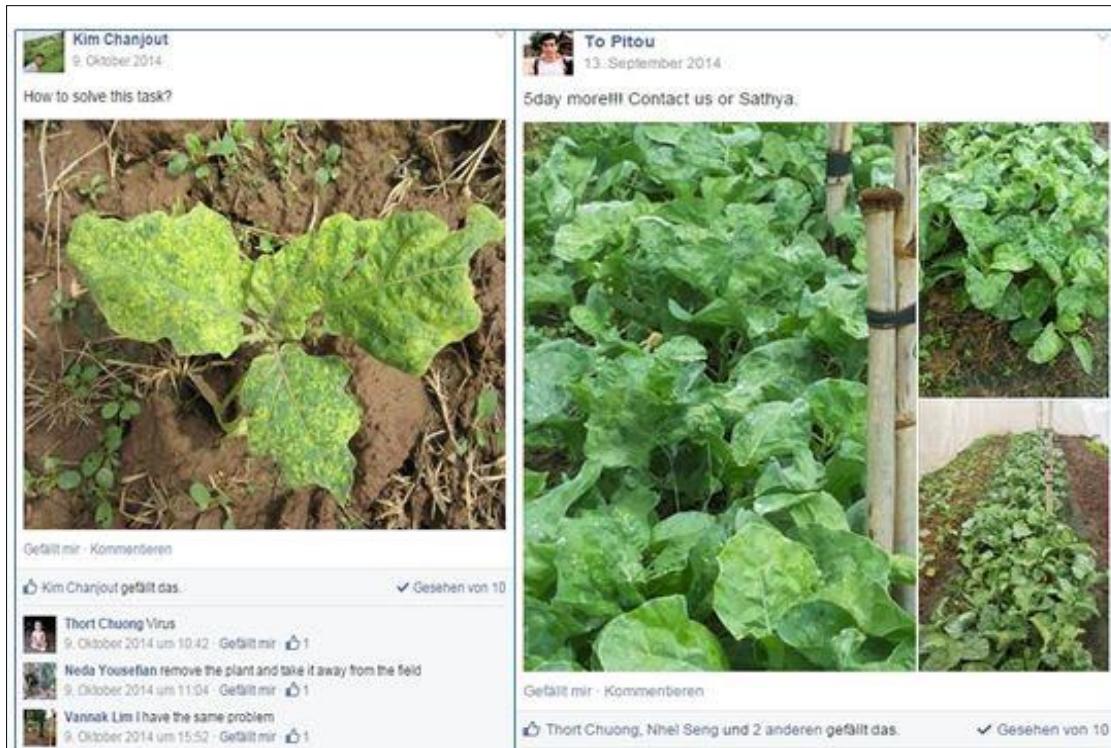 Kim Chanjout
9. Oktober 2014
How to solve this task?
Gefällt mir · Kommentieren
Kim Chanjout gefällt das.
Gesehen von 10
Thort Chuong Virus
9. Oktober 2014 um 10:42 · Gefällt mir · 1
Neda Yousefian remove the plant and take it away from the field
9. Oktober 2014 um 11:04 · Gefällt mir · 1
Vannak Lim I have the same problem
9. Oktober 2014 um 15:52 · Gefällt mir · 1
To Pitou
13. September 2014
5day more!!! Contact us or Sathya.
Gefällt mir · Kommentieren
Thort Chuong, Nhel Seng und 2 anderen gefällt das.
Gesehen von 10